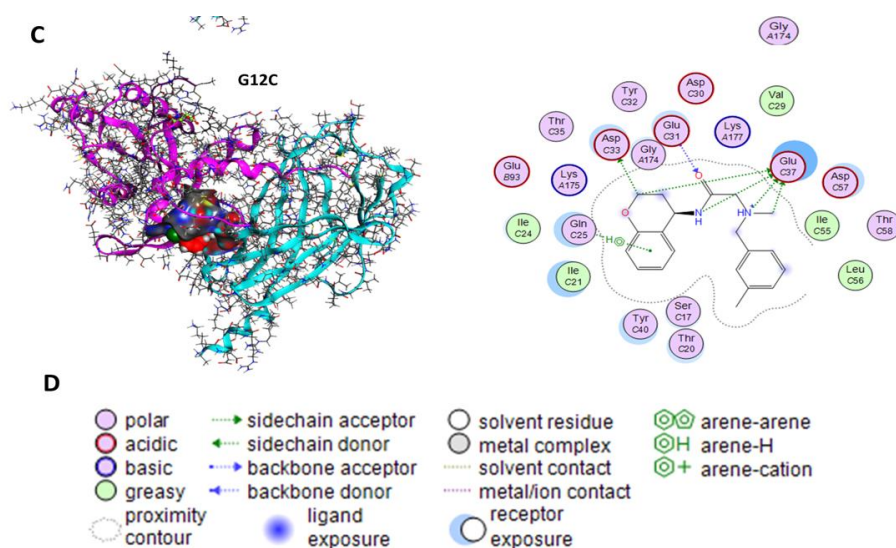 C
G12C
Gly
A174
Asp
C30
Tyr
C32
Val
C29
Glu
C31
Lys
A177
Thr
C35
Asp
C33
Gly
A174
Glu
C37
Glu
B93
Lys
A175
Asp
C57
O
O
NH
HN
Ile
C24
Gln
C25
H
Ile
C55
Thr
C58
Ile
C21
Leu
C56
Ser
C17
Tyr
C40
Thr
C20
D
polar sidechain acceptor solvent residue arene-arene
acidic sidechain donor metal complex H arene-H
basic backbone acceptor solvent contact + arene-cation
greasy backbone donor metal/ion contact
proximity contour ligand exposure receptor exposure